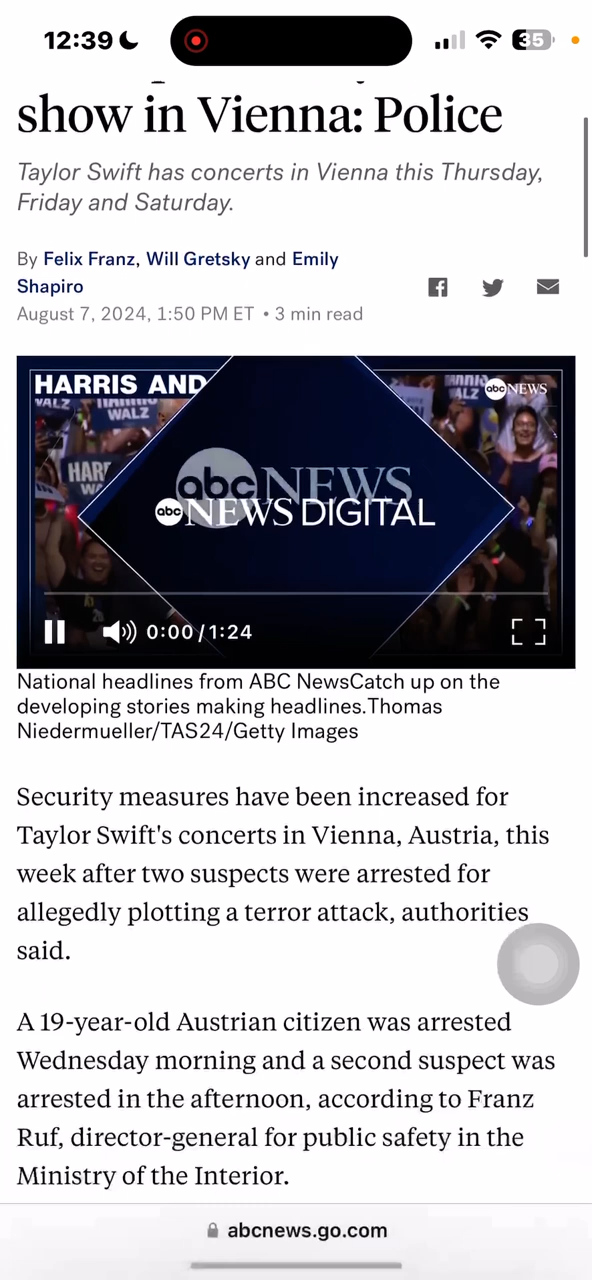 12:39
35
show in Vienna: Police
Taylor Swift has concerts in Vienna this Thursday,
Friday and Saturday.
By Felix Franz, Will Gretsky and Emily
Shapiro
August 7, 2024, 1:50 PM ET • 3 min read
HARRIS AND
abc NEWS
WALZ
WALZ
abc NEWS
abc NEWS DIGITAL
0:00 / 1:24
National headlines from ABC NewsCatch up on the
developing stories making headlines.Thomas
Niedermueller/TAS24/Getty Images
Security measures have been increased for
Taylor Swift's concerts in Vienna, Austria, this
week after two suspects were arrested for
allegedly plotting a terror attack, authorities
said.
A 19-year-old Austrian citizen was arrested
Wednesday morning and a second suspect was
arrested in the afternoon, according to Franz
Ruf, director-general for public safety in the
Ministry of the Interior.
abcnews.go.com